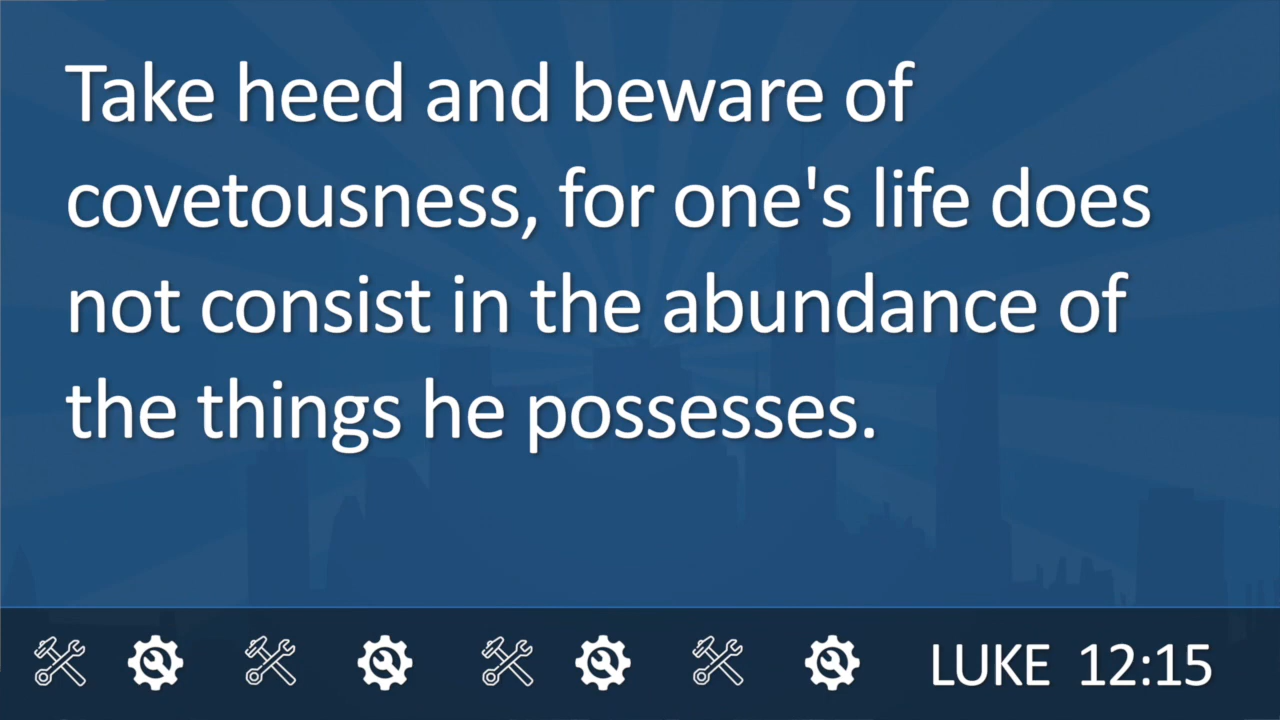 Take heed and beware of
covetousness, for one's life does
not consist in the abundance of
the things he possesses.
LUKE 12:15